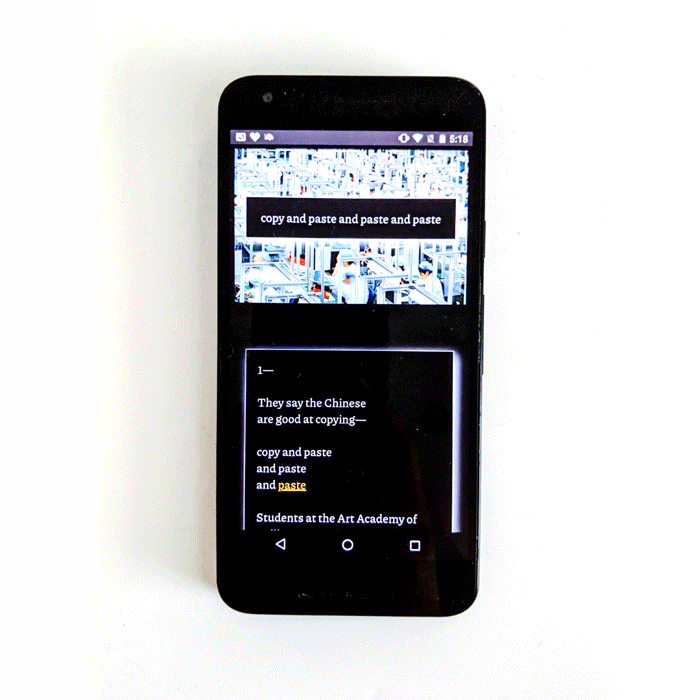 5:18
copy and paste and paste and paste
1—
They say the Chinese
are good at copying—
copy and paste
and paste
and paste
Students at the Art Academy of